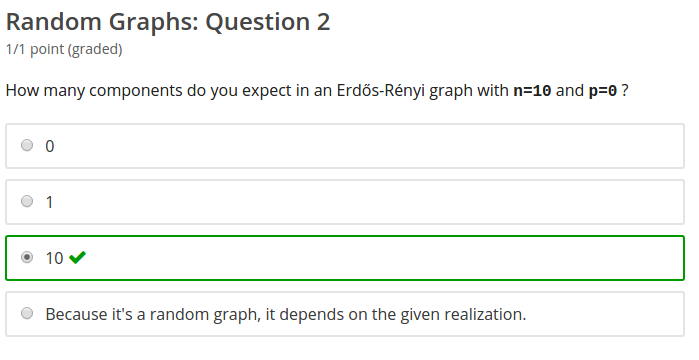 Random Graphs: Question 2
1/1 point (graded)
How many components do you expect in an Erdős-Rényi graph with n=10 and p=0 ?
0
1
10
Because it's a random graph, it depends on the given realization.